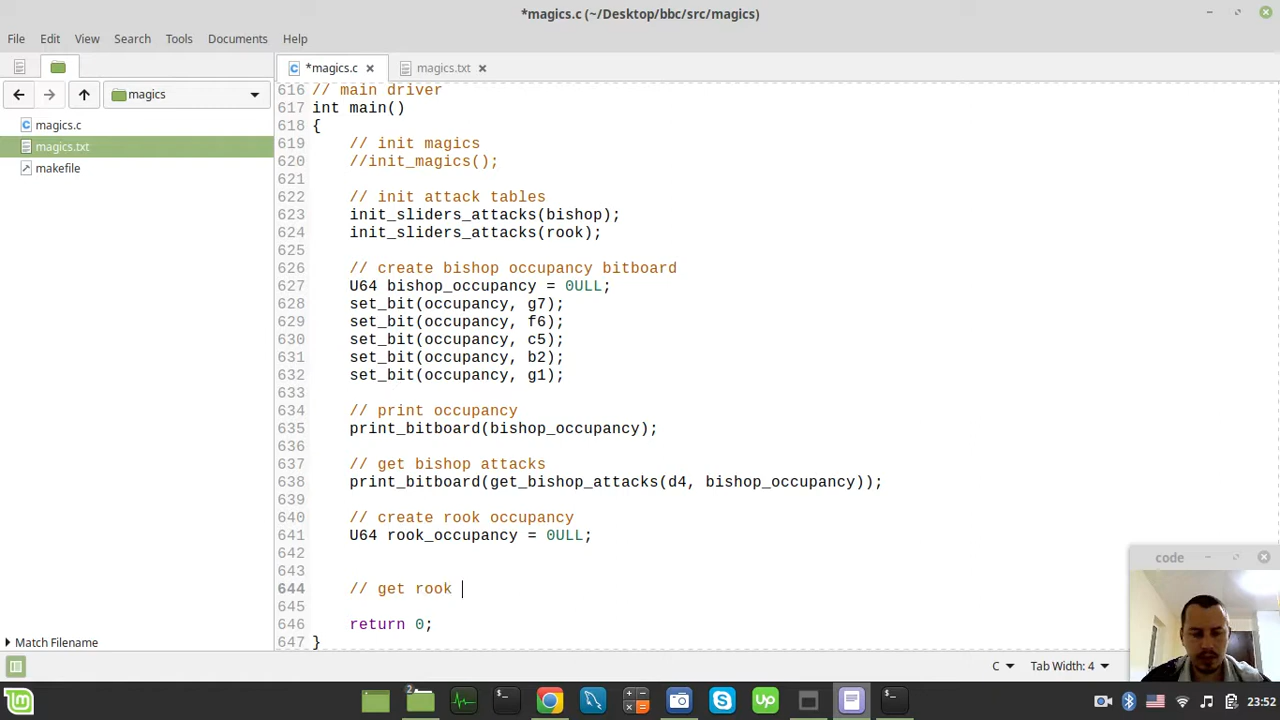 *magics.c (~/Desktop/bbc/src/magics)
File Edit View Search Tools Documents Help
*magics.c
magics.txt
magics
magics.c
magics.txt
makefile
616 // main driver
617 int main()
618 {
619 // init magics
620 //init_magics();
621
622 // init attack tables
623 init_sliders_attacks(bishop);
624 init_sliders_attacks(rook);
625
626 // create bishop occupancy bitboard
627 U64 bishop_occupancy = 0ULL;
628 set_bit(occupancy, g7);
629 set_bit(occupancy, f6);
630 set_bit(occupancy, c5);
631 set_bit(occupancy, b2);
632 set_bit(occupancy, g1);
633
634 // print occupancy
635 print_bitboard(bishop_occupancy);
636
637 // get bishop attacks
638 print_bitboard(get_bishop_attacks(d4, bishop_occupancy));
639
640 // create rook occupancy
641 U64 rook_occupancy = 0ULL;
642
643
644 // get rook
645
646 return 0;
647 }
code
Match Filename
C Tab Width: 4
2
Up
23:52